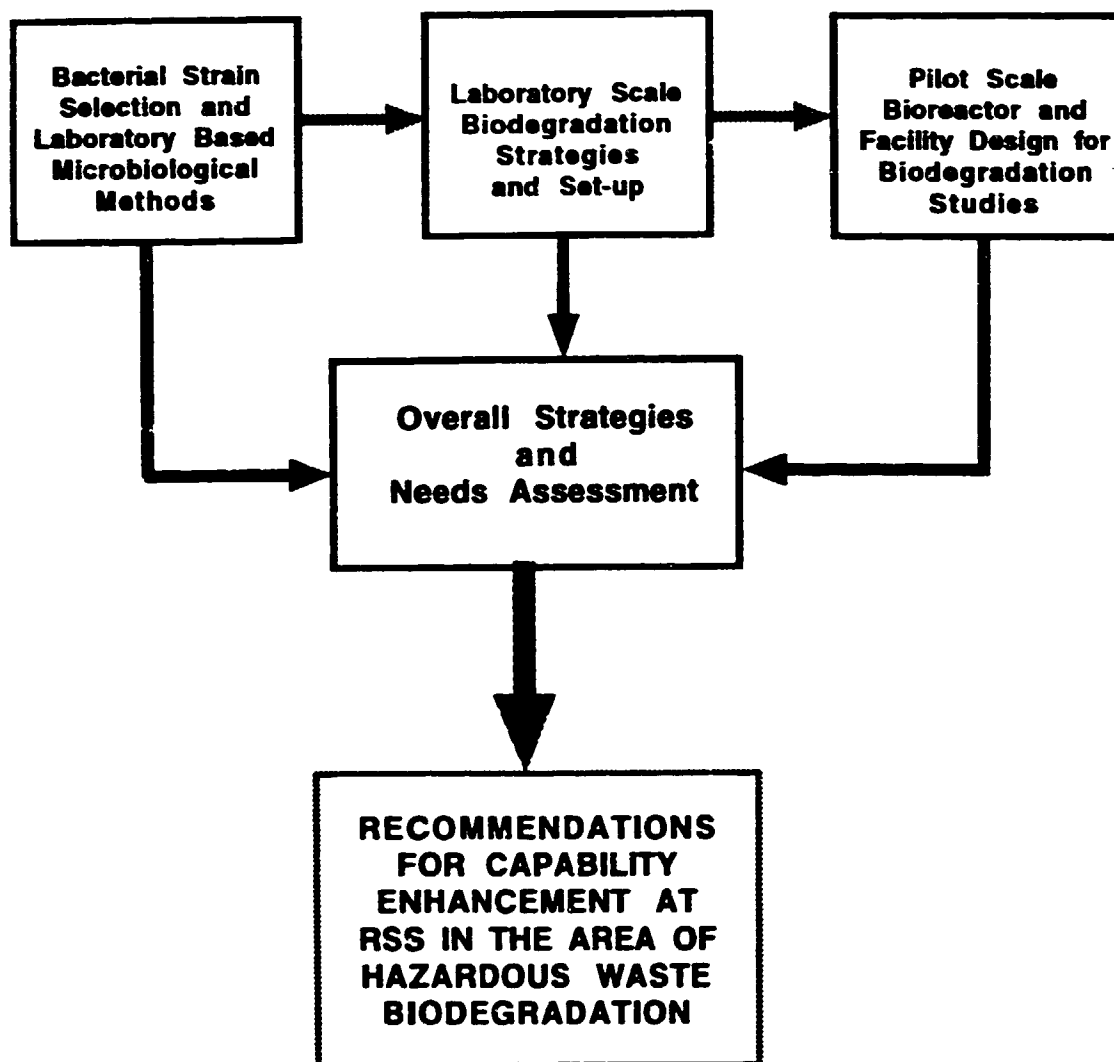 Bacterial Strain
Selection and
Laboratory Based
Microbiological
Methods
Laboratory Scale
Biodegradation
Strategies
and Set-up
Pilot Scale
Bioreactor and
Facility Design for
Biodegradation
Studies
Overall Strategies
and
Needs Assessment
RECOMMENDATIONS
FOR CAPABILITY
ENHANCEMENT AT
RSS IN THE AREA OF
HAZARDOUS WASTE
BIODEGRADATION